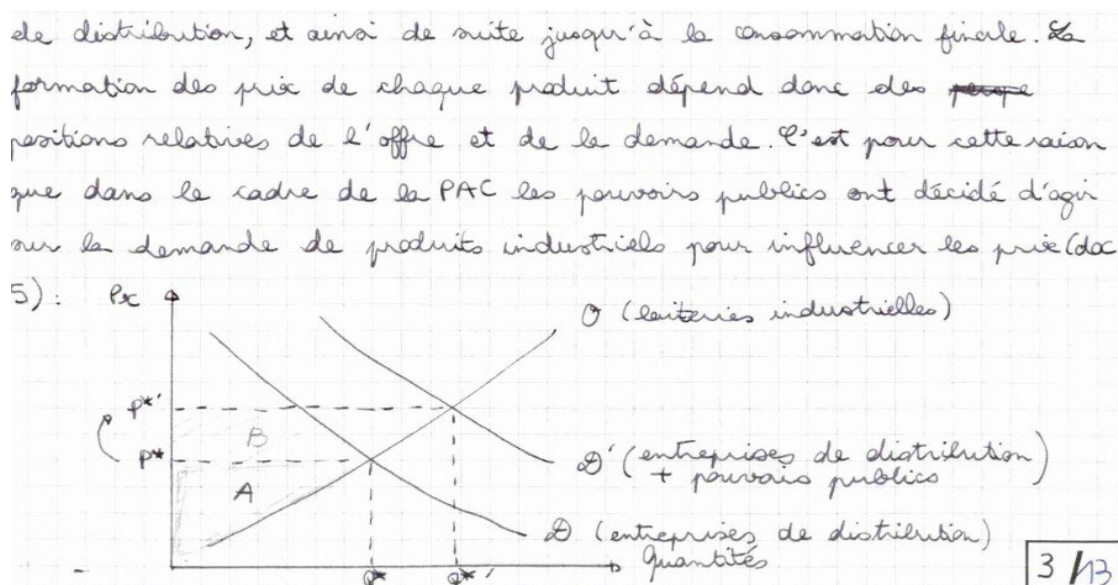 de distribution, et ainsi de suite jusqu'à la consommation finale. La
formation des prix de chaque produit dépend donc des
positions relatives de l'offre et de la demande. C'est pour cette raison
que dans le cadre de la PAC les pouvoirs publics ont décidé d'agir
sur la demande de produits industriels pour influencer les prix (doc
5) : Prix O (laiteries industrielles)
P*'
B
P* D' (entreprises de distribution
+ pouvoirs publics)
A
D (entreprises de distribution)
Quantités
Q* Q*'
3/13